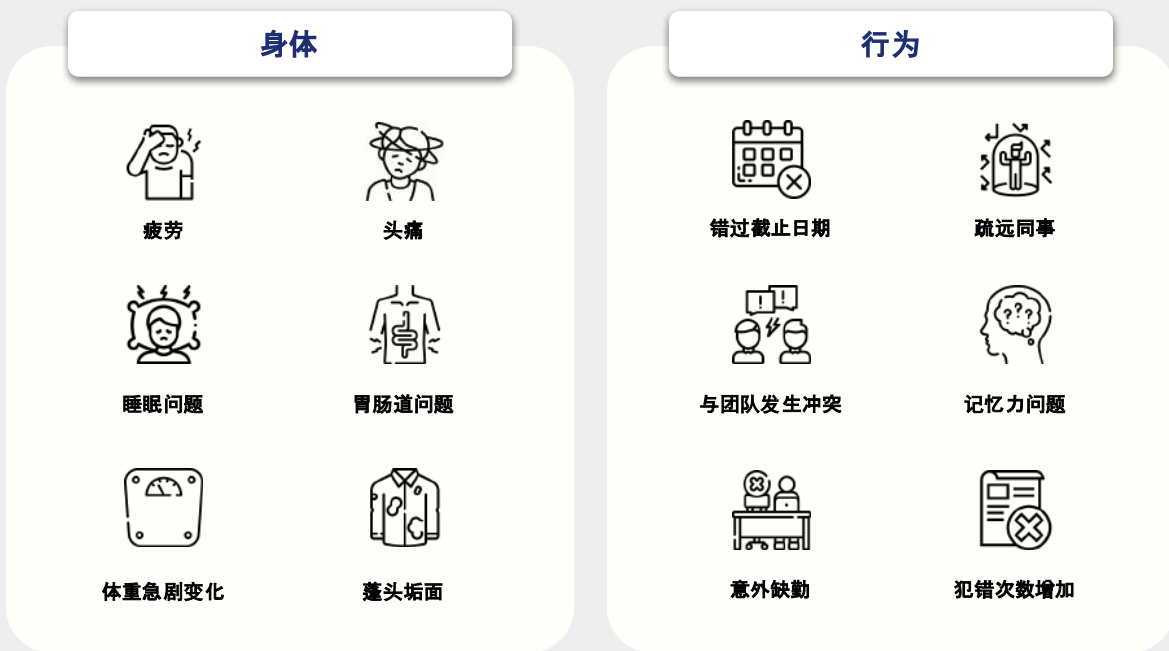 身体
疲劳
头痛
睡眠问题
胃肠道问题
体重急剧变化
蓬头垢面
行为
错过截止日期
疏远同事
与团队发生冲突
记忆力问题
意外缺勤
犯错次数增加